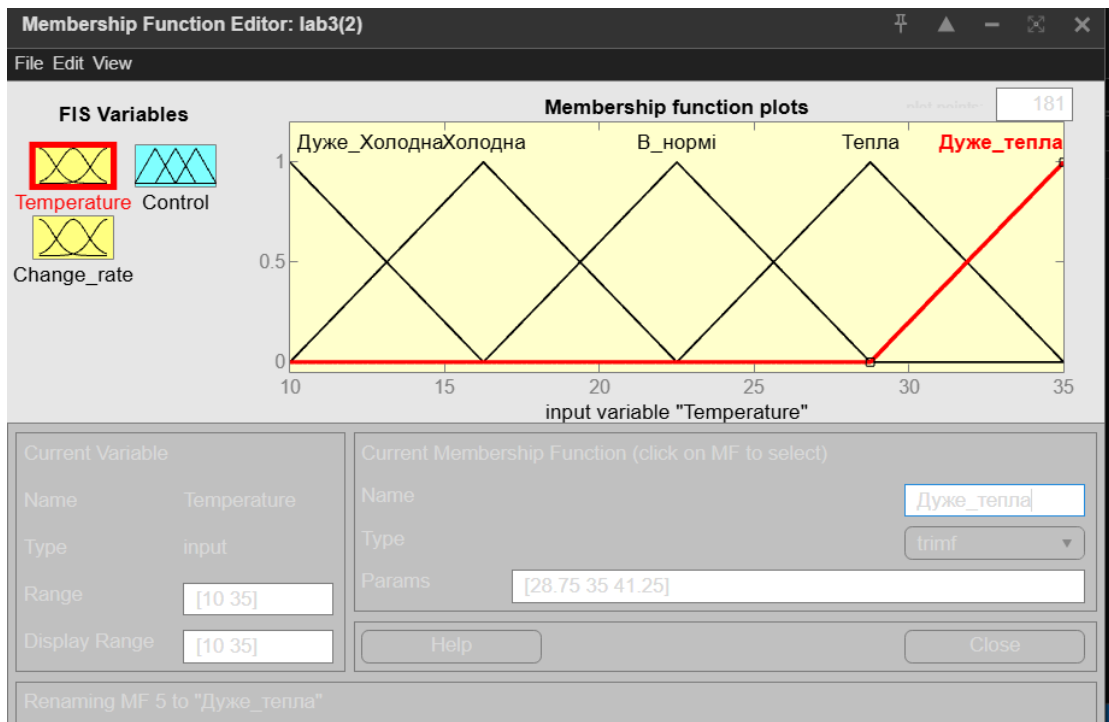 Membership Function Editor: lab3(2)
File Edit View
FIS Variables
Temperature
Control
Change_rate
Membership function plots
plot points:
181
Дуже_Холодна
Холодна
В_нормі
Тепла
Дуже_тепла
1
0.5
0
10
15
20
25
30
35
input variable "Temperature"
Current Variable
Name
Temperature
Type
input
Range
[10 35]
Display Range
[10 35]
Current Membership Function (click on MF to select)
Name
Дуже_тепла
Type
trimf
Params
[28.75 35 41.25]
Help
Close
Renaming MF 5 to "Дуже_тепла"